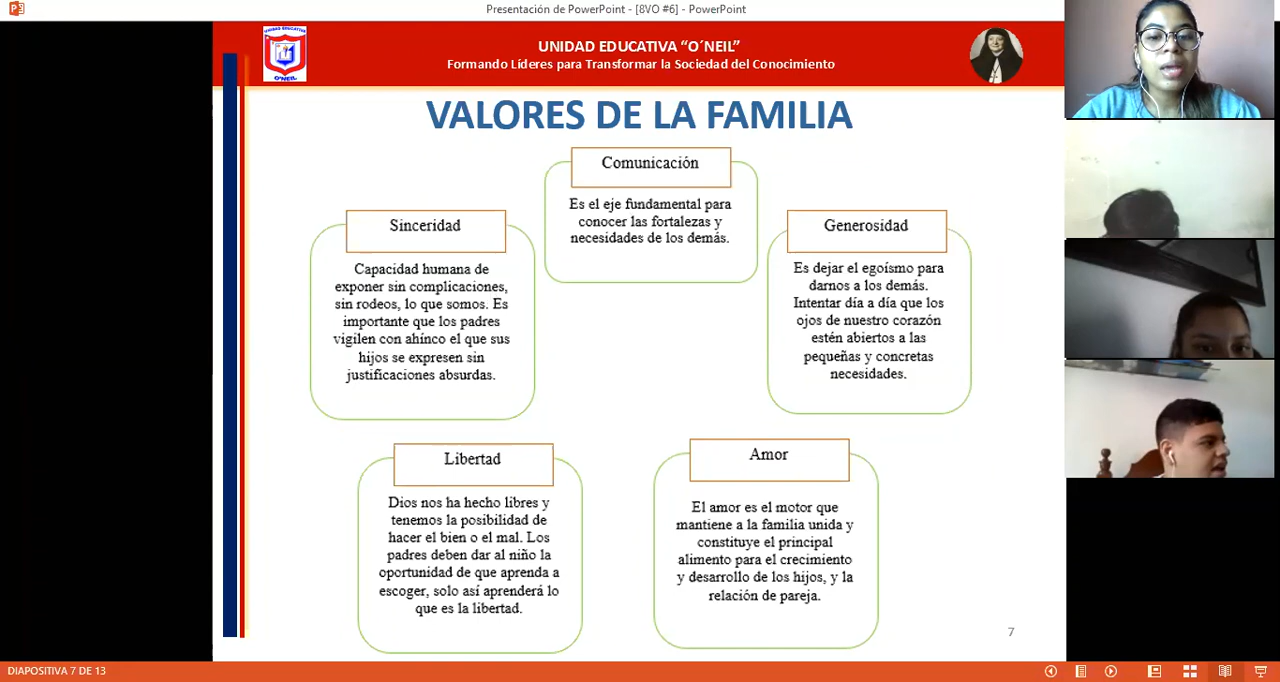 Presentación de PowerPoint - [8VO #6] - PowerPoint
UNIDAD EDUCATIVA
O'NEIL
UNIDAD EDUCATIVA “O´NEIL”
Formando Líderes para Transformar la Sociedad del Conocimiento
VALORES DE LA FAMILIA
Comunicación
Es el eje fundamental para
conocer las fortalezas y
necesidades de los demás.
Sinceridad
Capacidad humana de
exponer sin complicaciones,
sin rodeos, lo que somos. Es
importante que los padres
vigilen con ahínco el que sus
hijos se expresen sin
justificaciones absurdas.
Generosidad
Es dejar el egoísmo para
darnos a los demás.
Intentar día a día que los
ojos de nuestro corazón
estén abiertos a las
pequeñas y concretas
necesidades.
Libertad
Dios nos ha hecho libres y
tenemos la posibilidad de
hacer el bien o el mal. Los
padres deben dar al niño la
oportunidad de que aprenda a
escoger, solo así aprenderá lo
que es la libertad.
Amor
El amor es el motor que
mantiene a la familia unida y
constituye el principal
alimento para el crecimiento
y desarrollo de los hijos, y la
relación de pareja.
7
DIAPOSITIVA 7 DE 13